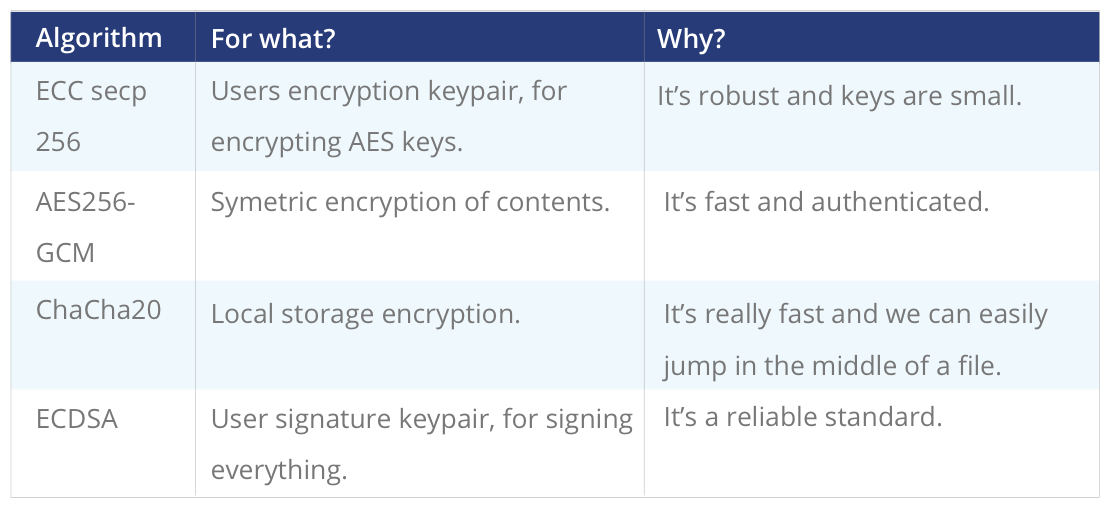 Algorithm For what? Why?
ECC secp Users encryption keypair, for It’s robust and keys are small.
256 encrypting AES keys.
AES256- Symetric encryption of contents. It’s fast and authenticated.
GCM
ChaCha20 Local storage encryption. It’s really fast and we can easily
jump in the middle of a file.
ECDSA User signature keypair, for signing It’s a reliable standard.
everything.